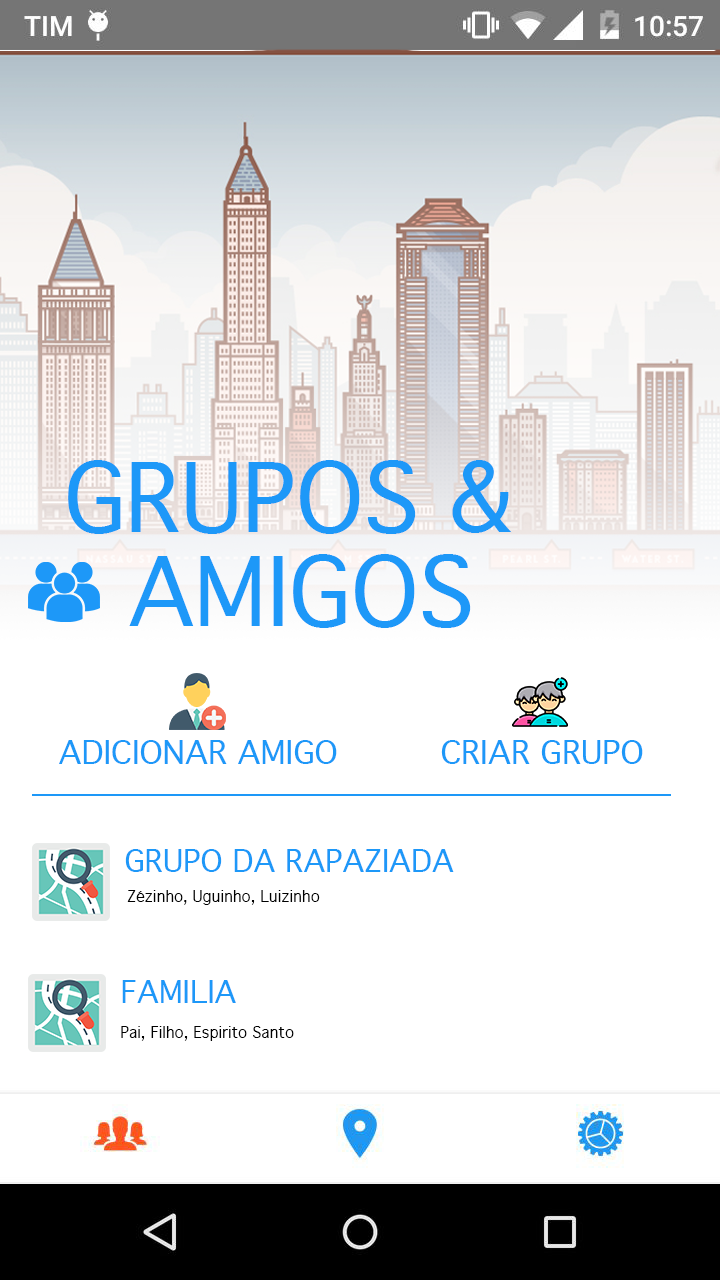 TIM 10:57
GRUPOS &
AMIGOS
ADICIONAR AMIGO CRIAR GRUPO
GRUPO DA RAPAZIADA
Zézinho, Uguinho, Luizinho
FAMILIA
Pai, Filho, Espirito Santo